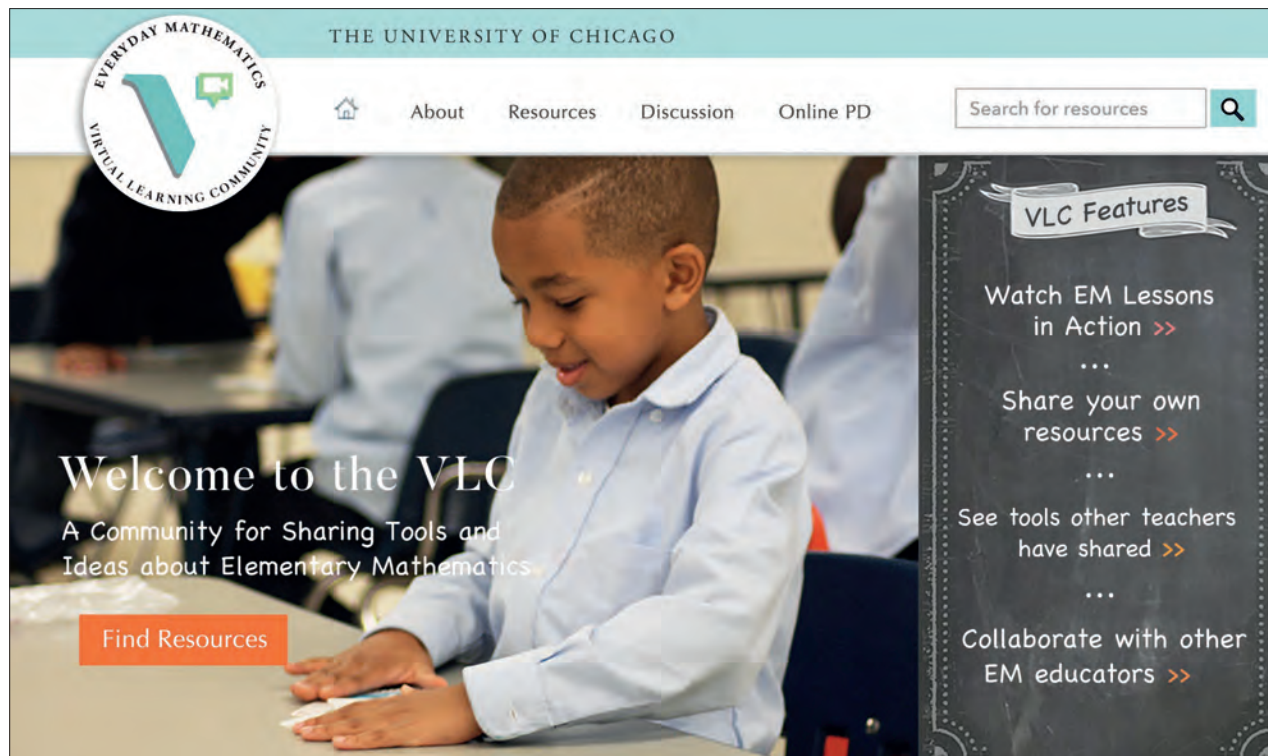 THE UNIVERSITY OF CHICAGO
EVERYDAY MATHEMATICS
VIRTUAL LEARNING COMMUNITY
About
Resources
Discussion
Online PD
Search for resources
Welcome to the VLC
A Community for Sharing Tools and
Ideas about Elementary Mathematics
Find Resources
VLC Features
Watch EM Lessons
in Action >>
...
Share your own
resources >>
...
See tools other teachers
have shared >>
...
Collaborate with other
EM educators >>